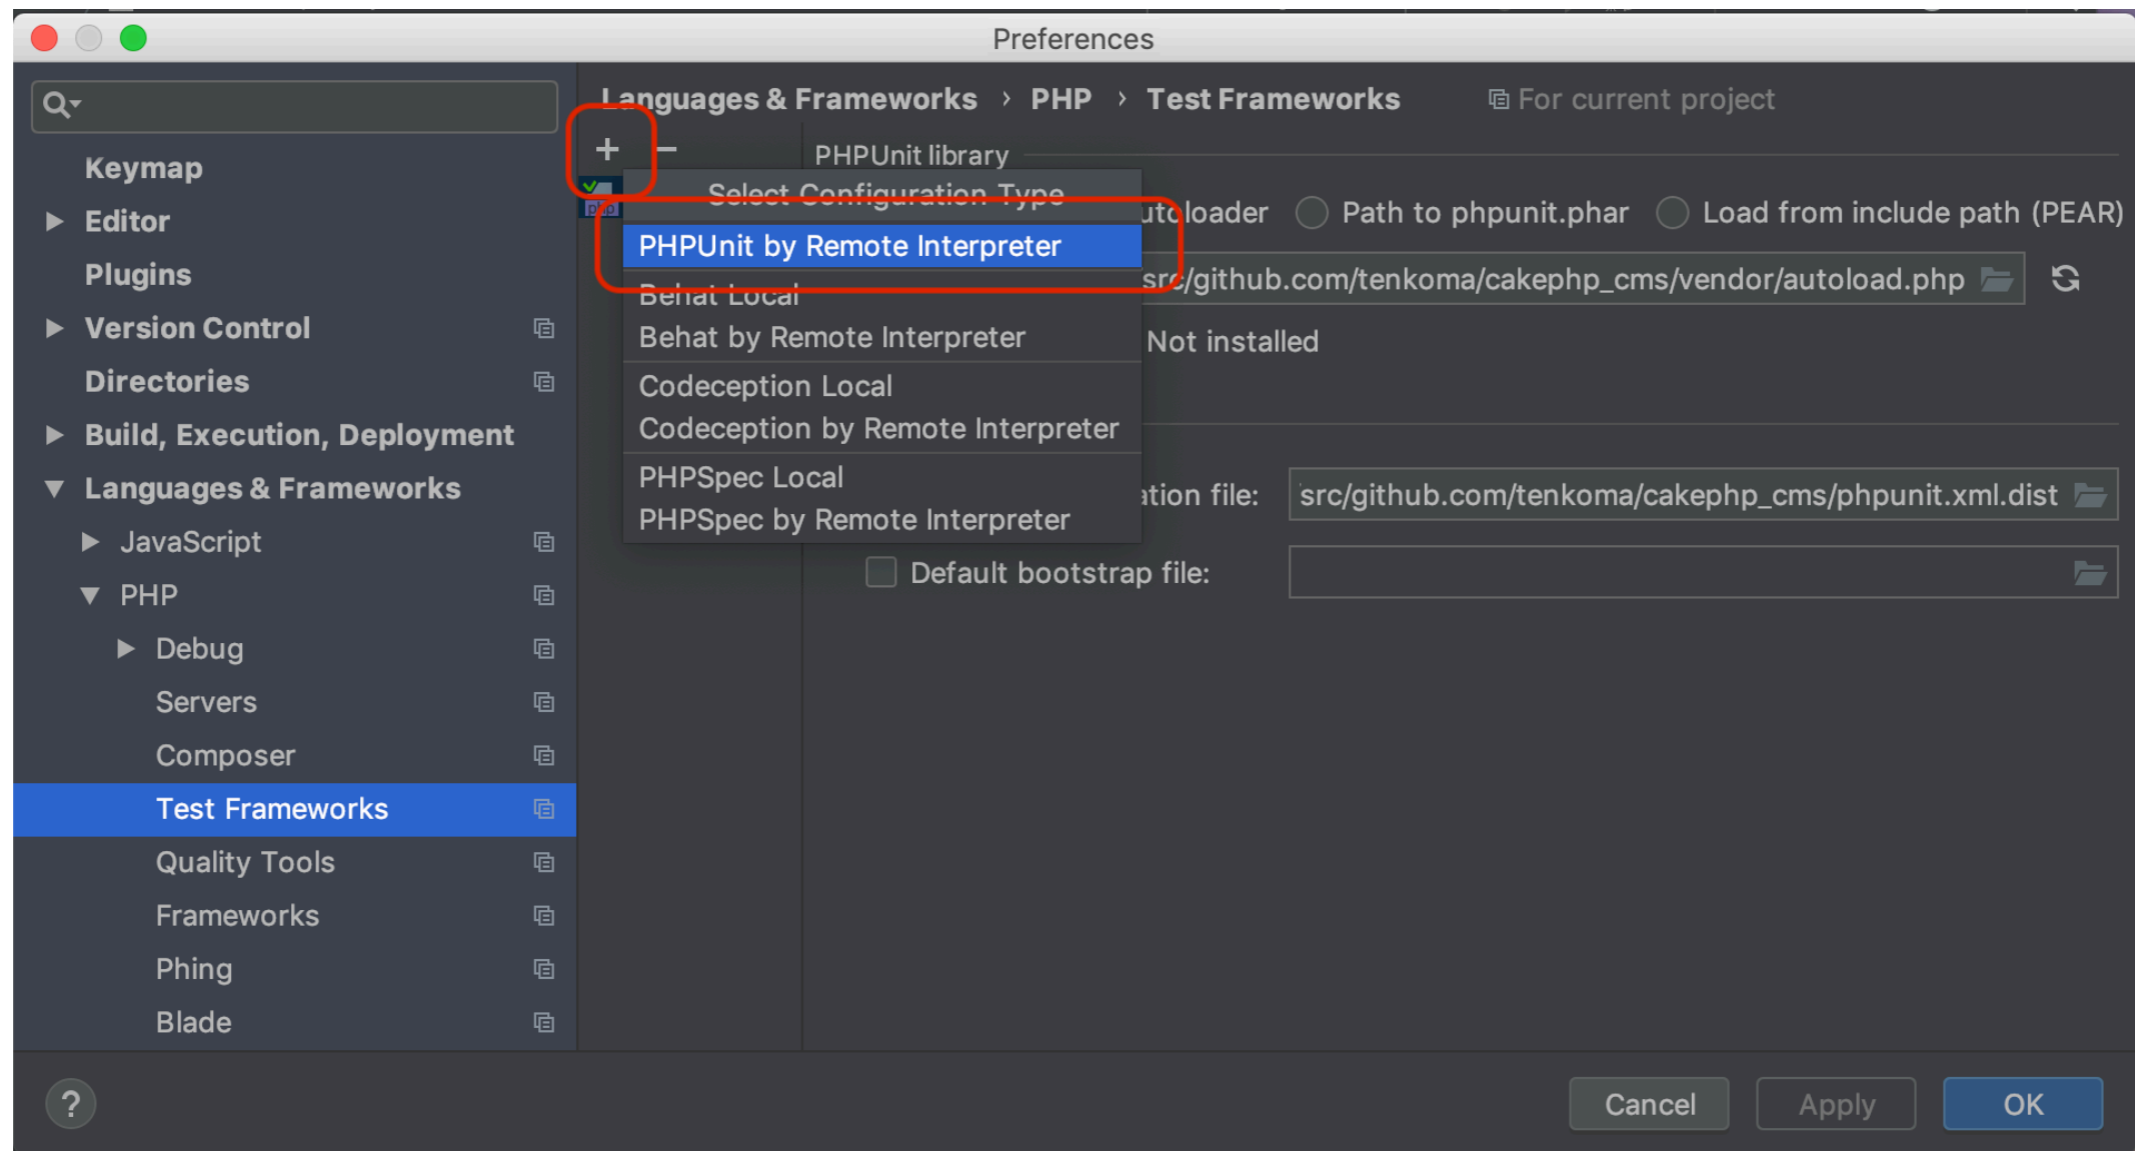 Preferences
Languages & Frameworks › PHP › Test Frameworks For current project
Keymap
Editor
Plugins
Version Control
Directories
Build, Execution, Deployment
Languages & Frameworks
JavaScript
PHP
Debug
Servers
Composer
Test Frameworks
Quality Tools
Frameworks
Phing
Blade
+ −
php
PHPUnit library
Select Configuration Type
PHPUnit by Remote Interpreter
Behat Local
Behat by Remote Interpreter
Codeception Local
Codeception by Remote Interpreter
PHPSpec Local
PHPSpec by Remote Interpreter
utoloader Path to phpunit.phar Load from include path (PEAR)
src/github.com/tenkoma/cakephp_cms/vendor/autoload.php
Not installed
ation file: src/github.com/tenkoma/cakephp_cms/phpunit.xml.dist
Default bootstrap file:
? Cancel Apply OK